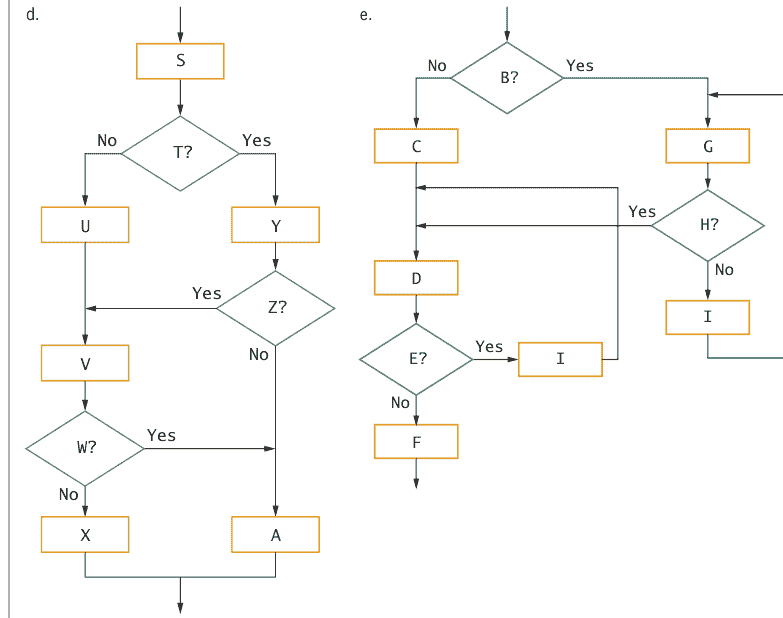 d.
S
T?
No
Yes
U
Y
Yes
Z?
No
V
W?
Yes
No
X
A
e.
B?
No
Yes
C
G
Yes
H?
No
D
I
E?
Yes
I
No
F